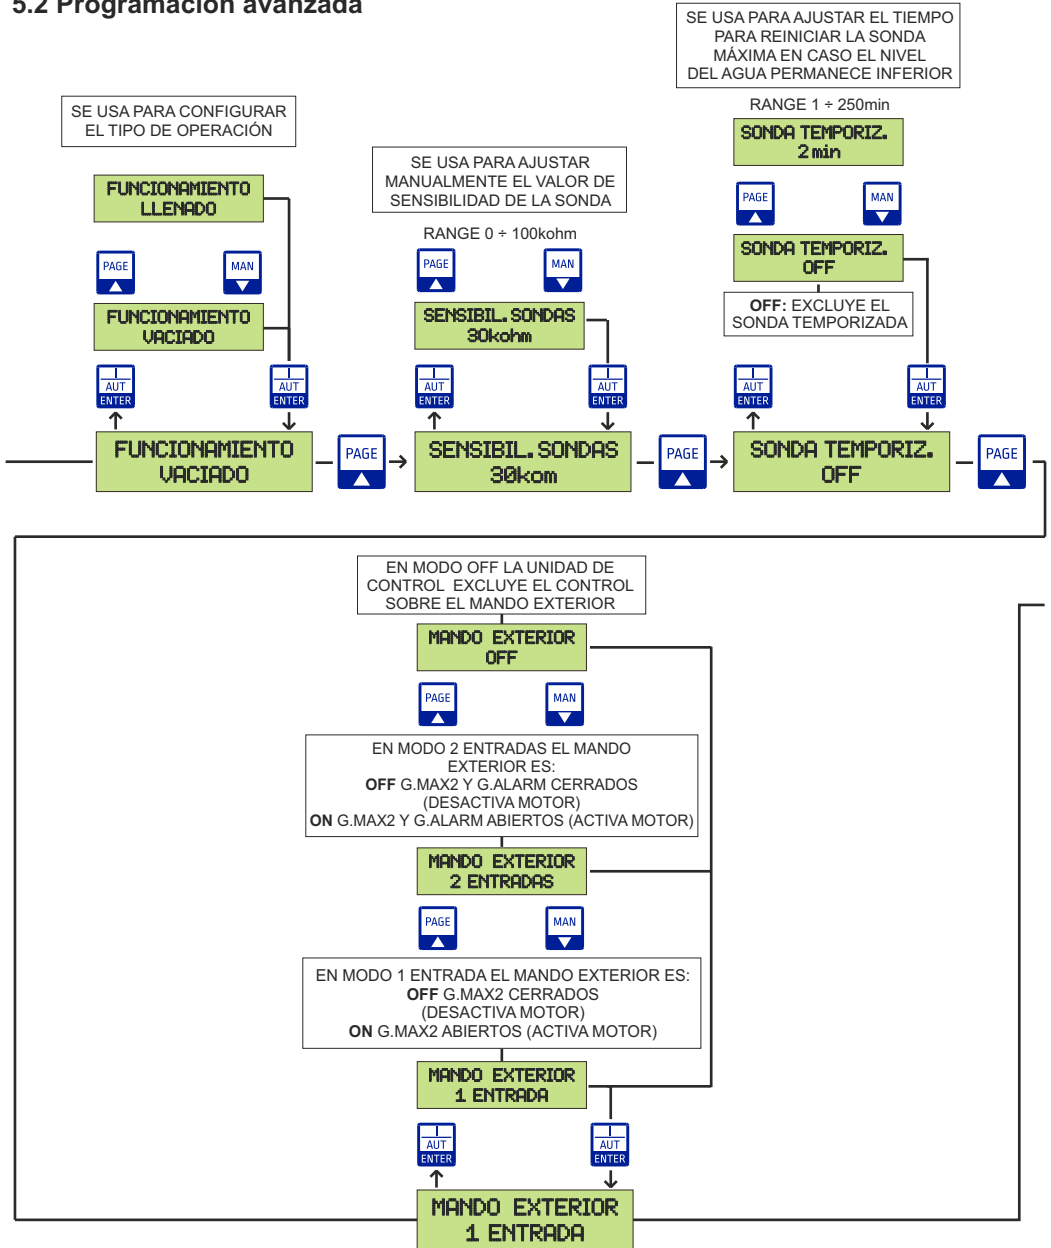 5.2 Programación avanzada
SE USA PARA CONFIGURAR
EL TIPO DE OPERACIÓN
FUNCIONAMIENTO
LLENADO
PAGE
MAN
FUNCIONAMIENTO
VACIADO
AUT
ENTER
AUT
ENTER
FUNCIONAMIENTO
VACIADO
PAGE
SE USA PARA AJUSTAR
MANUALMENTE EL VALOR DE
SENSIBILIDAD DE LA SONDA
RANGE 0 ÷ 100kohm
PAGE
MAN
SENSIBIL. SONDAS
30kohm
AUT
ENTER
AUT
ENTER
SENSIBIL. SONDAS
30kom
PAGE
SE USA PARA AJUSTAR EL TIEMPO
PARA REINICIAR LA SONDA
MÁXIMA EN CASO EL NIVEL
DEL AGUA PERMANECE INFERIOR
RANGE 1 ÷ 250min
SONDA TEMPORIZ.
2 min
PAGE
MAN
SONDA TEMPORIZ.
OFF
OFF: EXCLUYE EL
SONDA TEMPORIZADA
AUT
ENTER
AUT
ENTER
SONDA TEMPORIZ.
OFF
PAGE
EN MODO OFF LA UNIDAD DE
CONTROL EXCLUYE EL CONTROL
SOBRE EL MANDO EXTERIOR
MANDO EXTERIOR
OFF
PAGE
MAN
EN MODO 2 ENTRADAS EL MANDO
EXTERIOR ES:
OFF G.MAX2 Y G.ALARM CERRADOS
(DESACTIVA MOTOR)
ON G.MAX2 Y G.ALARM ABIERTOS (ACTIVA MOTOR)
MANDO EXTERIOR
2 ENTRADAS
PAGE
MAN
EN MODO 1 ENTRADA EL MANDO EXTERIOR ES:
OFF G.MAX2 CERRADOS
(DESACTIVA MOTOR)
ON G.MAX2 ABIERTOS (ACTIVA MOTOR)
MANDO EXTERIOR
1 ENTRADA
AUT
ENTER
AUT
ENTER
MANDO EXTERIOR
1 ENTRADA